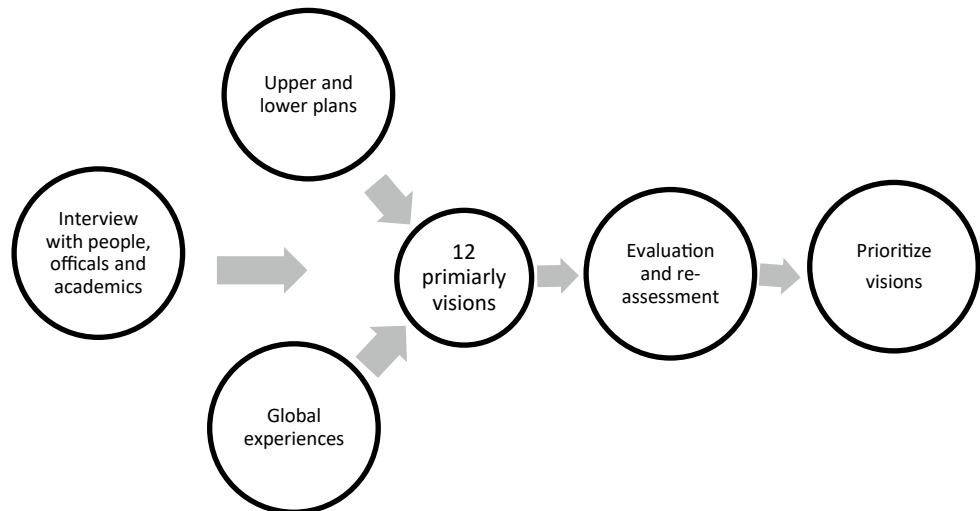 Upper and
lower plans
Interview
with people,
officals and
academics
12
primiarly
visions
Evaluation
and re-
assessment
Prioritize
visions
Global
experiences